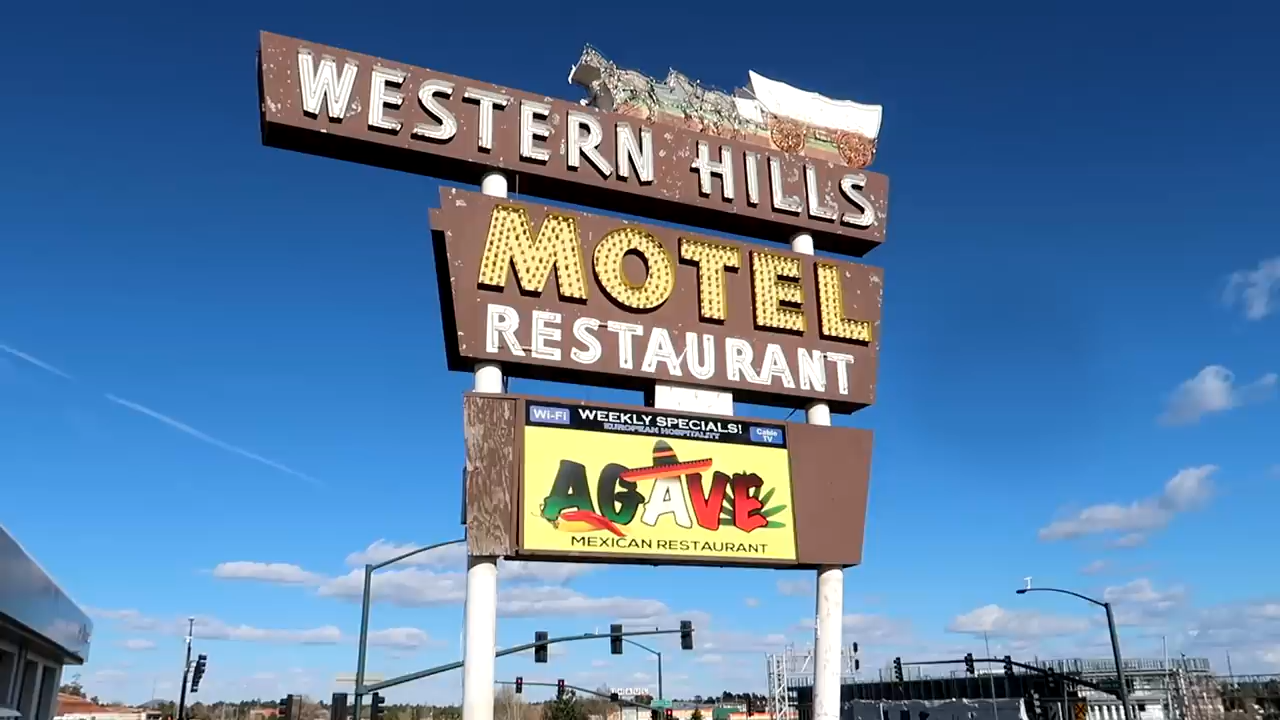 WESTERN HILLS
MOTEL
RESTAURANT
Wi-Fi
WEEKLY SPECIALS!
EUROPEAN HOSPITALITY
Cable
TV
AGAVE
MEXICAN RESTAURANT